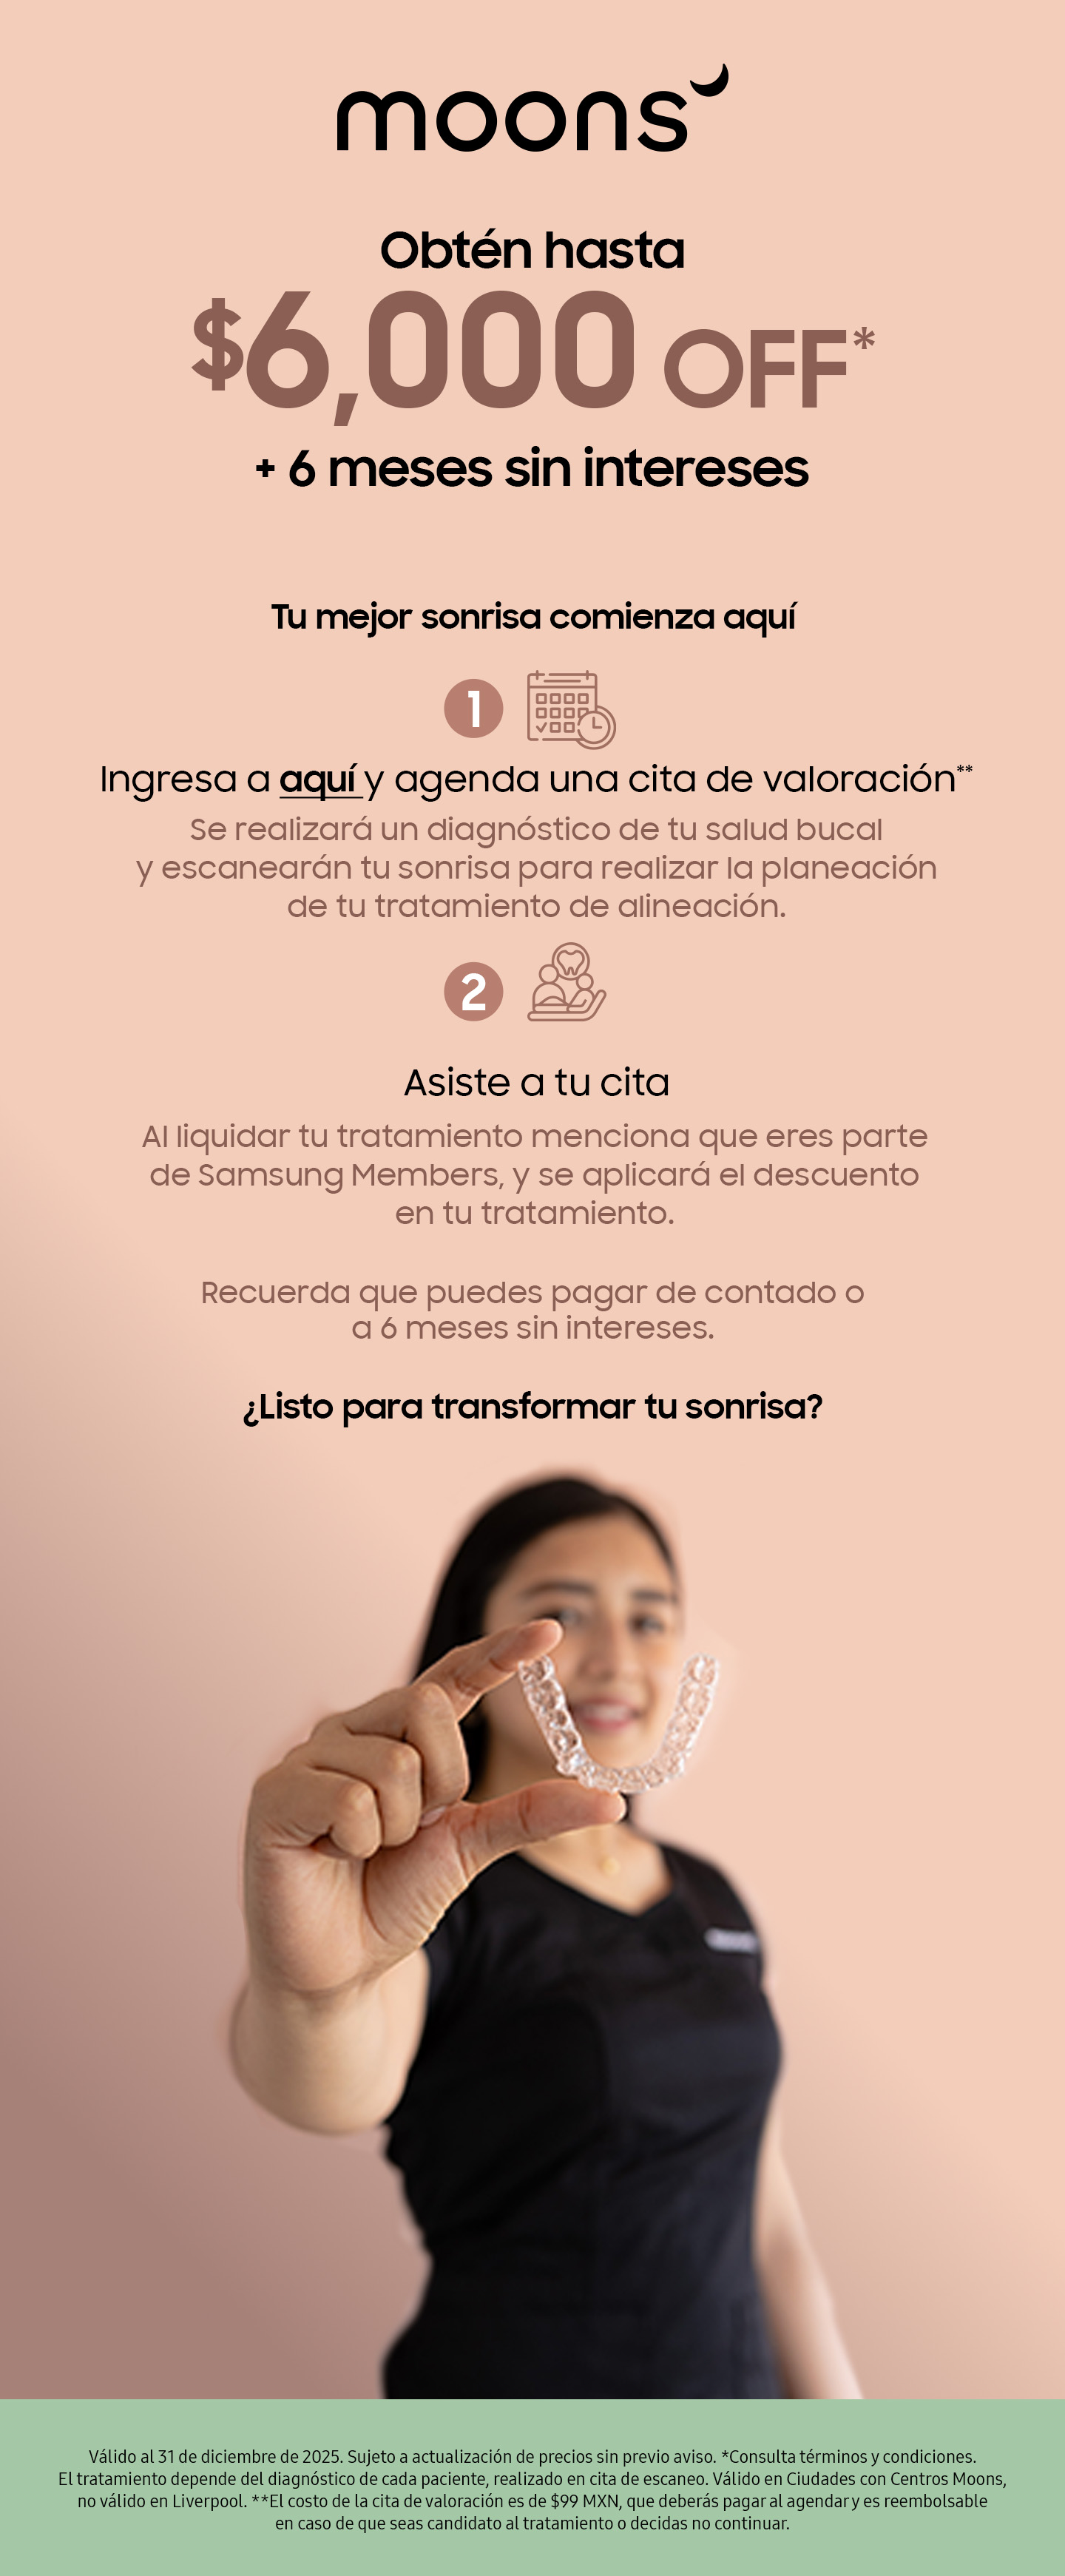 moons
Obtén hasta
$6,000 OFF*
+ 6 meses sin intereses
Tu mejor sonrisa comienza aquí
1
Ingresa a aquí y agenda una cita de valoración**
Se realizará un diagnóstico de tu salud bucal
y escanearán tu sonrisa para realizar la planeación
de tu tratamiento de alineación.
2
Asiste a tu cita
Al liquidar tu tratamiento menciona que eres parte
de Samsung Members, y se aplicará el descuento
en tu tratamiento.
Recuerda que puedes pagar de contado o
a 6 meses sin intereses.
¿Listo para transformar tu sonrisa?
Válido al 31 de diciembre de 2025. Sujeto a actualización de precios sin previo aviso. *Consulta términos y condiciones.
El tratamiento depende del diagnóstico de cada paciente, realizado en cita de escaneo. Válido en Ciudades con Centros Moons,
no válido en Liverpool. **El costo de la cita de valoración es de $99 MXN, que deberás pagar al agendar y es reembolsable
en caso de que seas candidato al tratamiento o decidas no continuar.